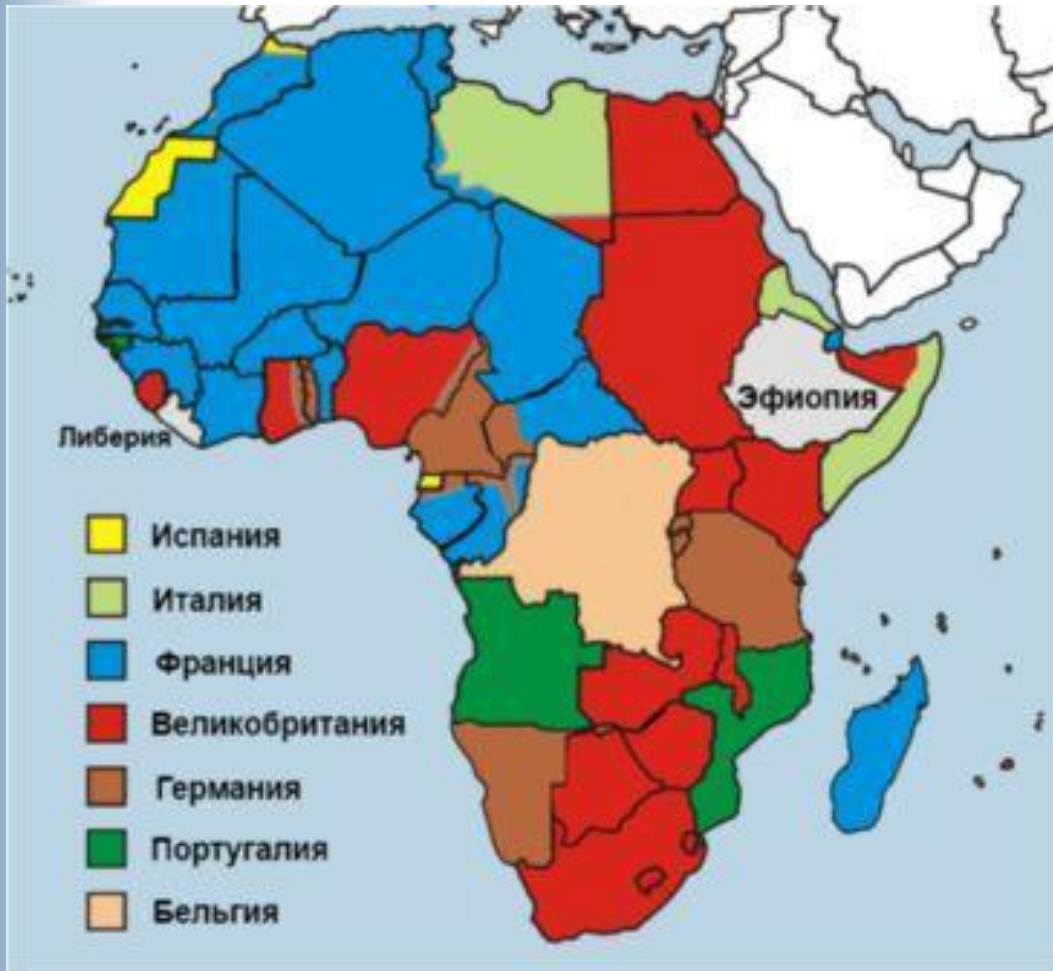 Эфиопия
Либерия
Испания
Италия
Франция
Великобритания
Германия
Португалия
Бельгия